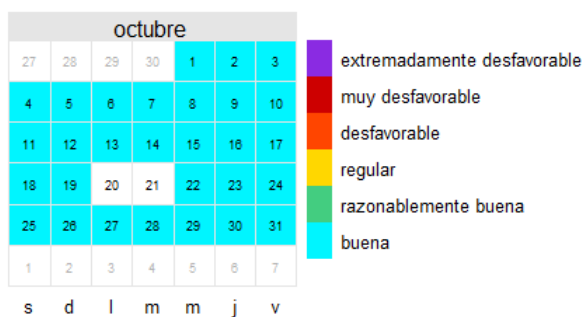 octubre
27 28 29 30 1 2 3
4 5 6 7 8 9 10
11 12 13 14 15 16 17
18 19 20 21 22 23 24
25 26 27 28 29 30 31
1 2 3 4 5 6 7
s d l m m j v
extremadamente desfavorable
muy desfavorable
desfavorable
regular
razonablemente buena
buena